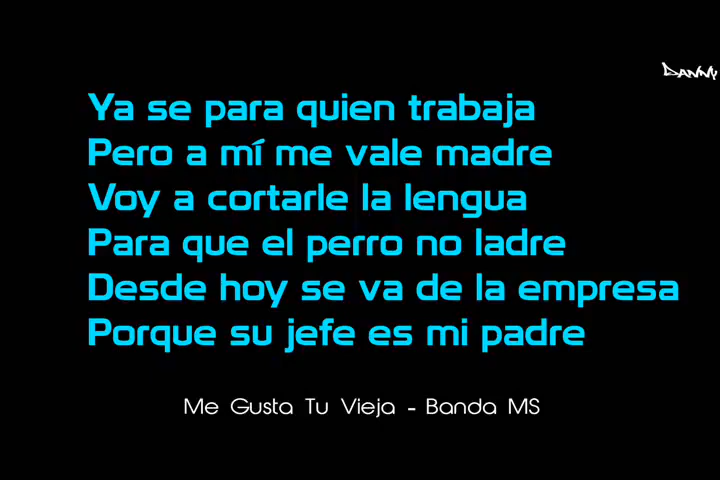 DANNY
Ya se para quien trabaja
Pero a mí me vale madre
Voy a cortarle la lengua
Para que el perro no ladre
Desde hoy se va de la empresa
Porque su jefe es mi padre
Me Gusta Tu Vieja - Banda MS